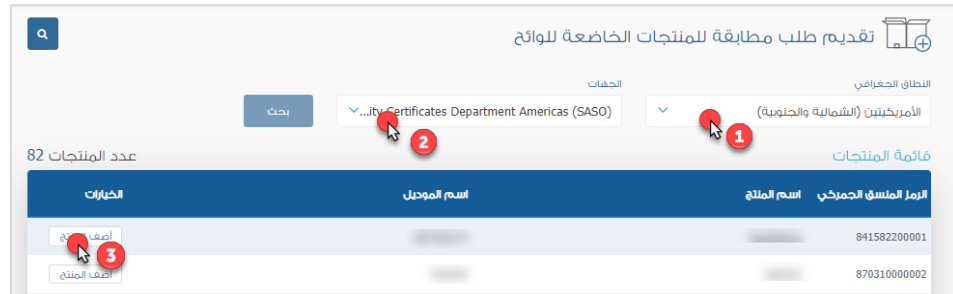 تقديم طلب مطابقة للمنتجات الخاضعة للوائح
النطاق الجغرافي
الجهات
الأمريكيتين (الشمالية والجنوبية)
...ity Certificates Department Americas (SASO)
بحث
1
2
قائمة المنتجات
عدد المنتجات 82
الرمز المنسق الجمركي اسم المنتج اسم الموديل الخيارات
841582200001 أضف المنتج
3
870310000002 أضف المنتج